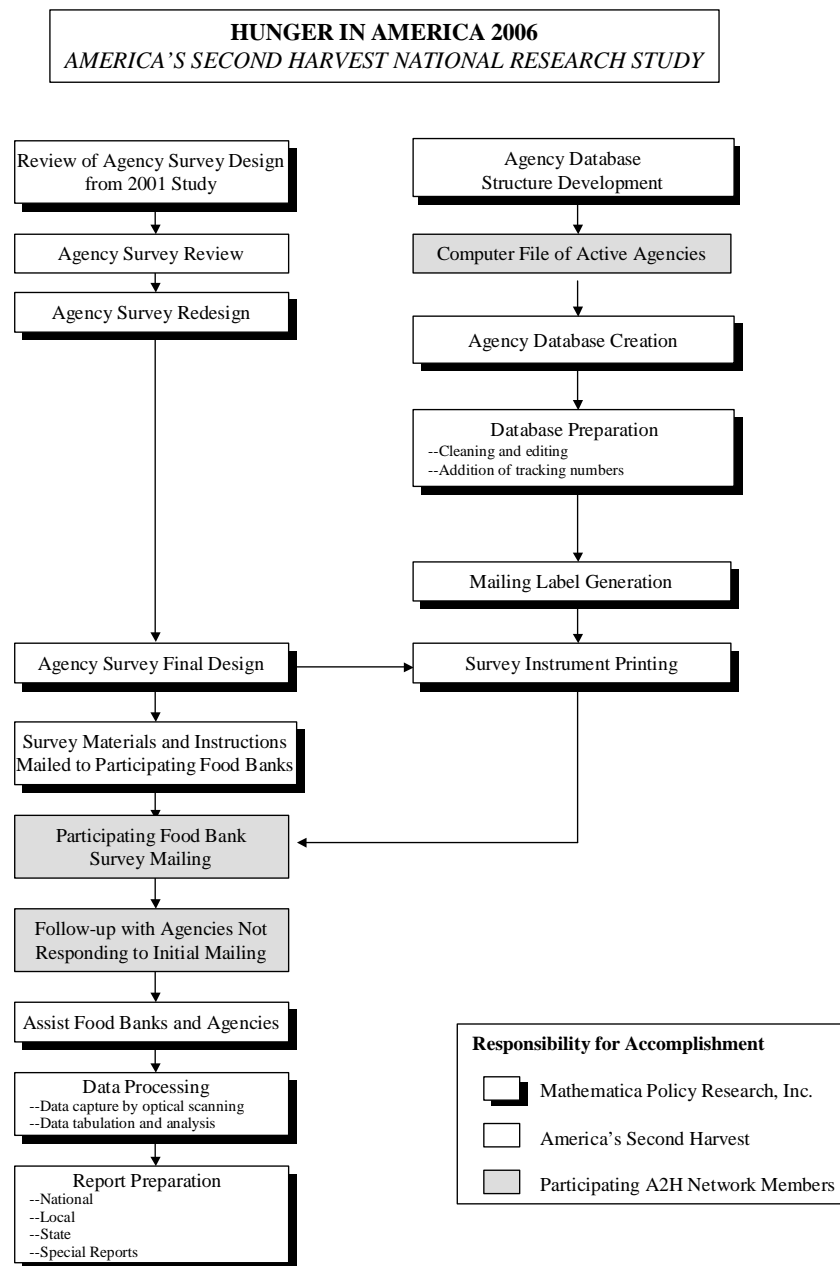 HUNGER IN AMERICA 2006
AMERICA'S SECOND HARVEST NATIONAL RESEARCH STUDY
Review of Agency Survey Design
from 2001 Study
Agency Survey Review
Agency Survey Redesign
Agency Survey Final Design
Survey Materials and Instructions
Mailed to Participating Food Banks
Participating Food Bank
Survey Mailing
Follow-up with Agencies Not
Responding to Initial Mailing
Assist Food Banks and Agencies
Data Processing
--Data capture by optical scanning
--Data tabulation and analysis
Report Preparation
--National
--Local
--State
--Special Reports
Agency Database
Structure Development
Computer File of Active Agencies
Agency Database Creation
Database Preparation
--Cleaning and editing
--Addition of tracking numbers
Mailing Label Generation
Survey Instrument Printing
Responsibility for Accomplishment
Mathematica Policy Research, Inc.
America's Second Harvest
Participating A2H Network Members